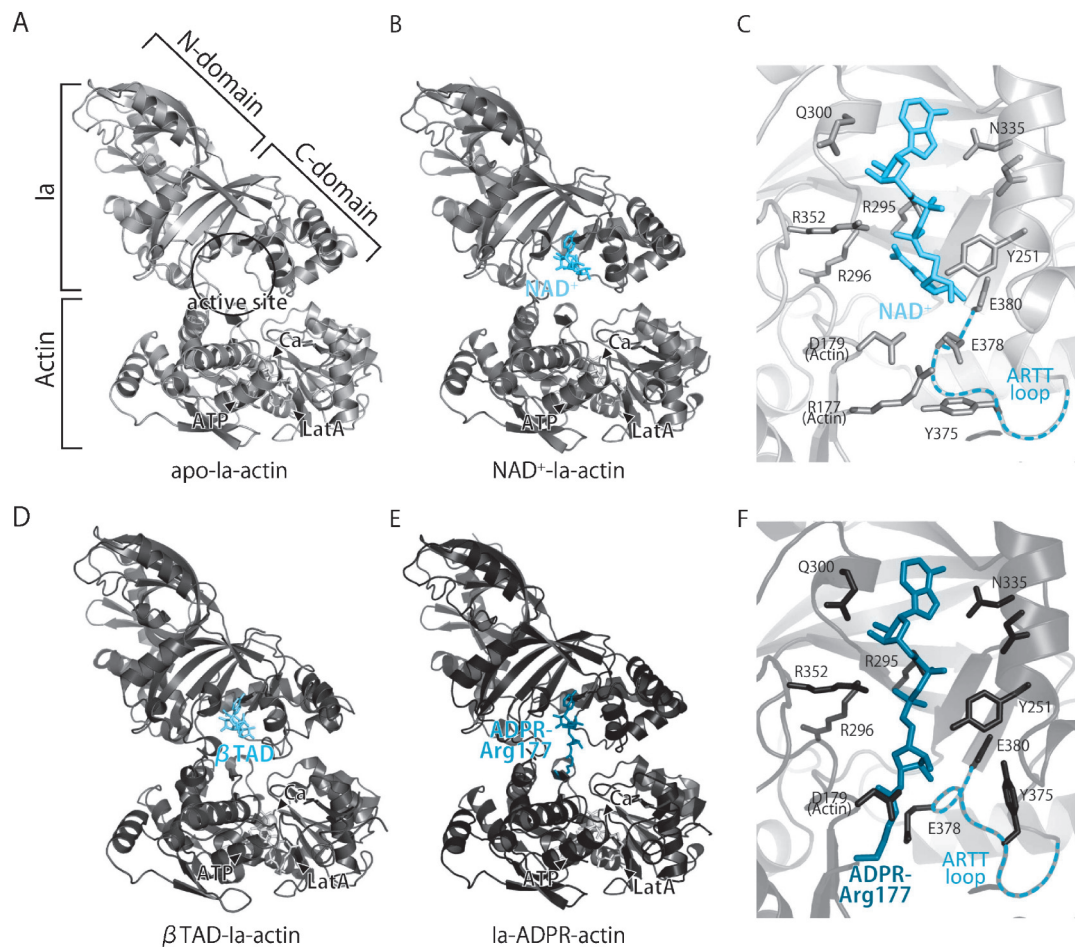 A
N-domain
C-domain
Ia
Actin
active site
Ca
ATP
LatA
apo-Ia-actin
B
NAD⁺
Ca
ATP
LatA
NAD⁺-Ia-actin
C
Q300
N335
R352
R295
R296
Y251
NAD⁺
E380
D179
(Actin)
E378
R177
(Actin)
ARTT
loop
Y375
D
βTAD
Ca
ATP
LatA
βTAD-Ia-actin
E
ADPR-
Arg177
Ca
ATP
LatA
Ia-ADPR-actin
F
Q300
N335
R352
R295
R296
Y251
E380
D179
(Actin)
Y375
E378
ADPR-
Arg177
ARTT
loop